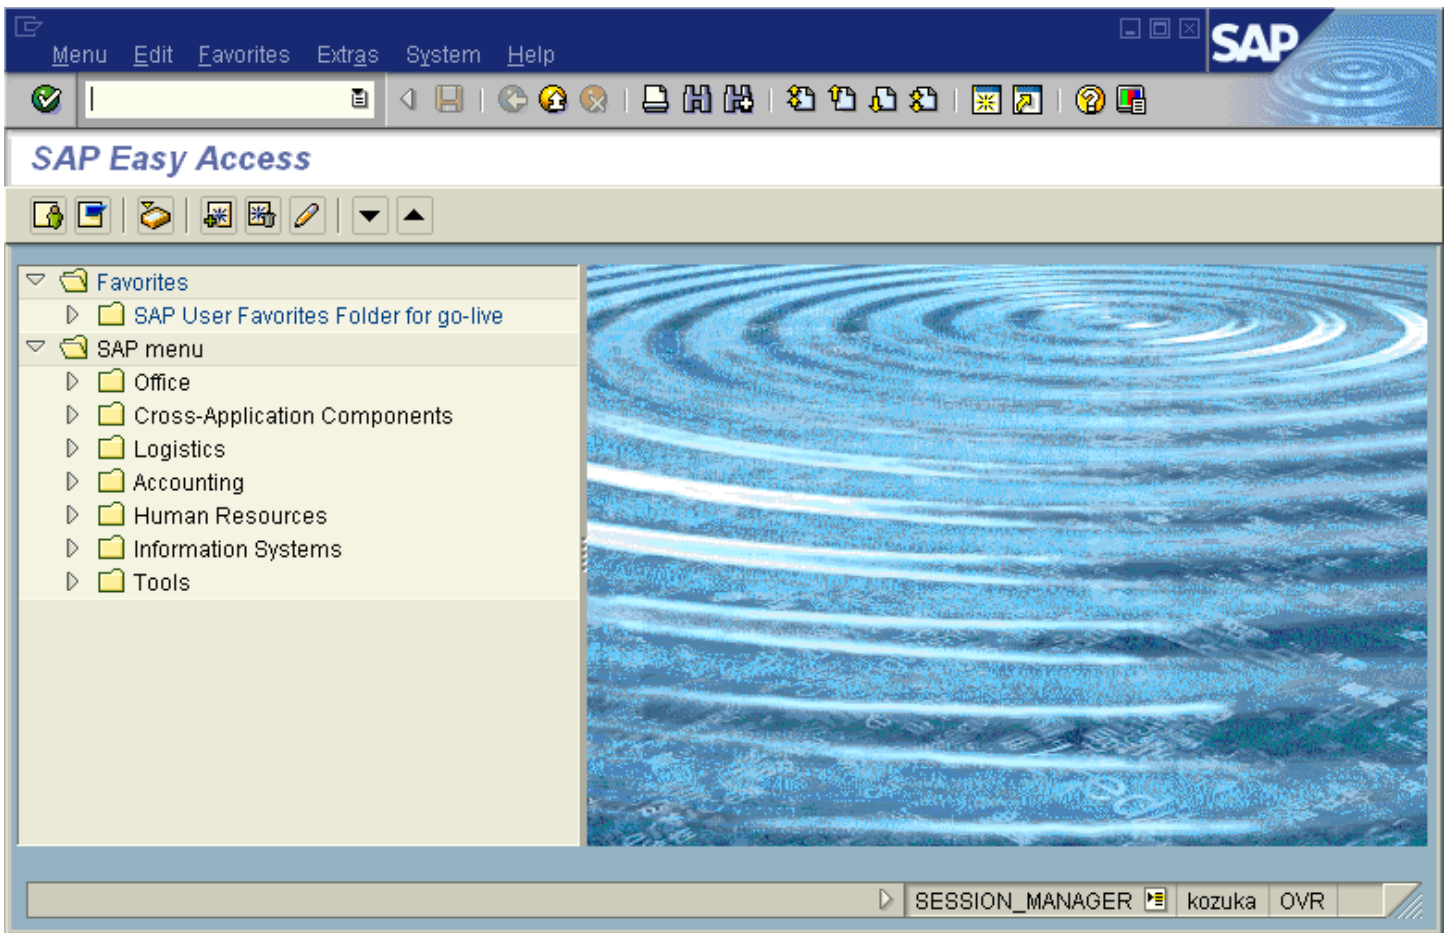 Menu Edit Favorites Extras System Help
SAP
SAP Easy Access
Favorites
SAP User Favorites Folder for go-live
SAP menu
Office
Cross-Application Components
Logistics
Accounting
Human Resources
Information Systems
Tools
SESSION_MANAGER kozuka OVR